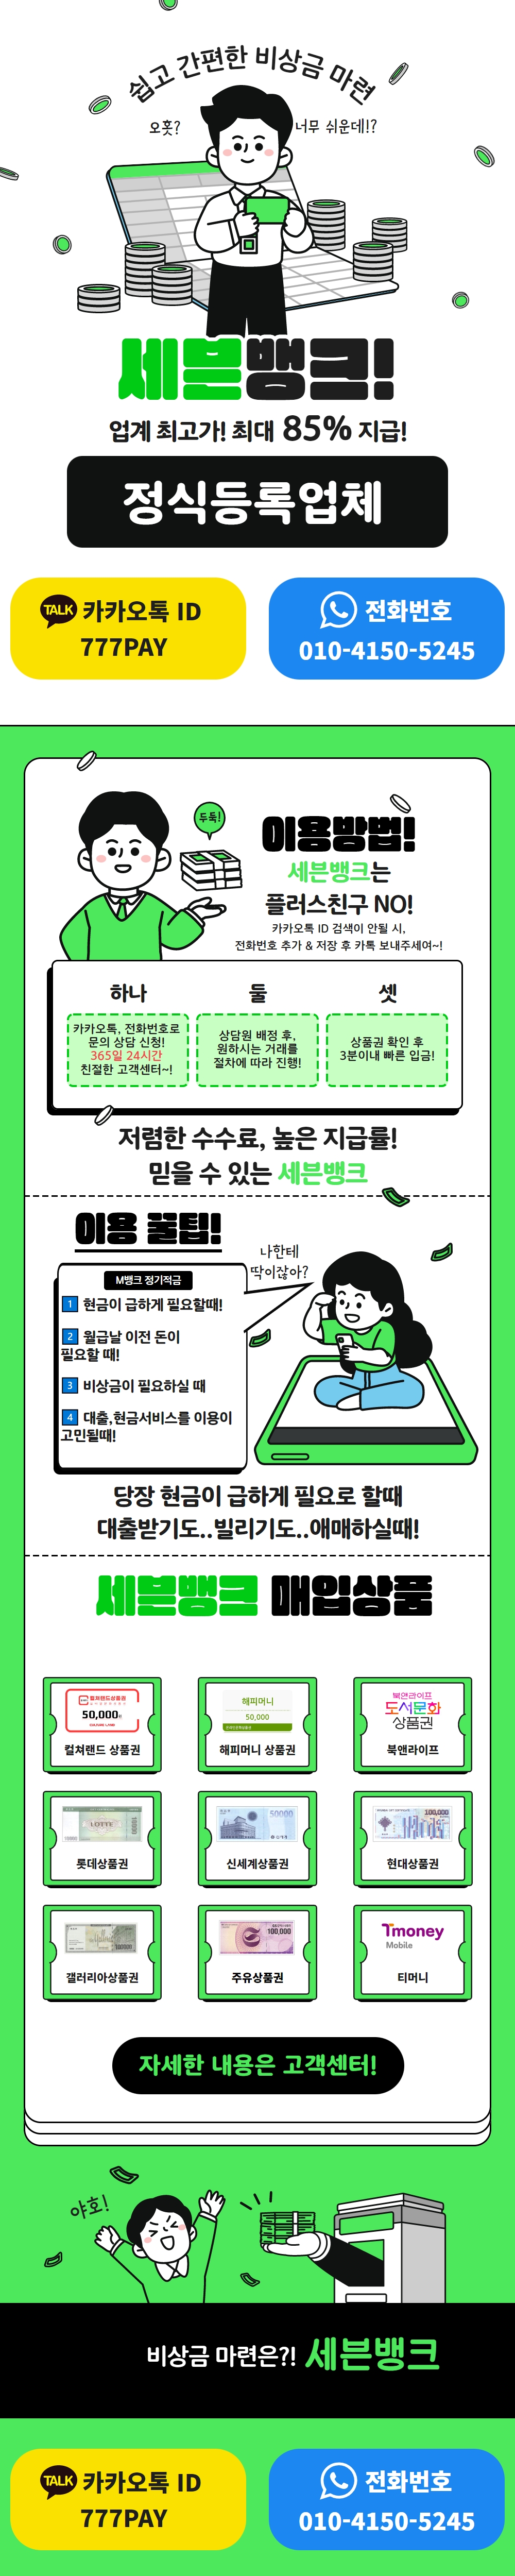 쉽고 간편한 비상금 마련
오홋?
너무 쉬운데!?
세븐뱅크!
업계 최고가! 최대 85% 지급!
정식등록업체
TALK 카카오톡 ID
777PAY
전화번호
010-4150-5245
두둑!
이용방법!
세븐뱅크는
플러스친구 NO!
카카오톡 ID 검색이 안될 시,
전화번호 추가 & 저장 후 카톡 보내주세여~!
하나
카카오톡, 전화번호로
문의 상담 신청!
365일 24시간
친절한 고객센터~!
둘
상담원 배정 후,
원하시는 거래를
절차에 따라 진행!
셋
상품권 확인 후
3분이내 빠른 입금!
저렴한 수수료, 높은 지급률!
믿을 수 있는 세븐뱅크
이용 꿀팁!
나한테
딱이잖아?
M뱅크 정기적금
1 현금이 급하게 필요할때!
2 월급날 이전 돈이
필요할 때!
3 비상금이 필요하실 때
4 대출,현금서비스를 이용이
고민될때!
당장 현금이 급하게 필요로 할때
대출받기도..빌리기도..애매하실때!
세븐뱅크 매입상품
컬쳐랜드상품권
50,000원
CULTURE LAND
컬쳐랜드 상품권
해피머니
50,000
해피머니 상품권
북앤라이프
도서문화
상품권
북앤라이프
LOTTE
롯데상품권
50000
신세계상품권
100,000
현대상품권
갤러리아상품권
100,000
주유상품권
Tmoney
Mobile
티머니
자세한 내용은 고객센터!
야호!
비상금 마련은?! 세븐뱅크
TALK 카카오톡 ID
777PAY
전화번호
010-4150-5245